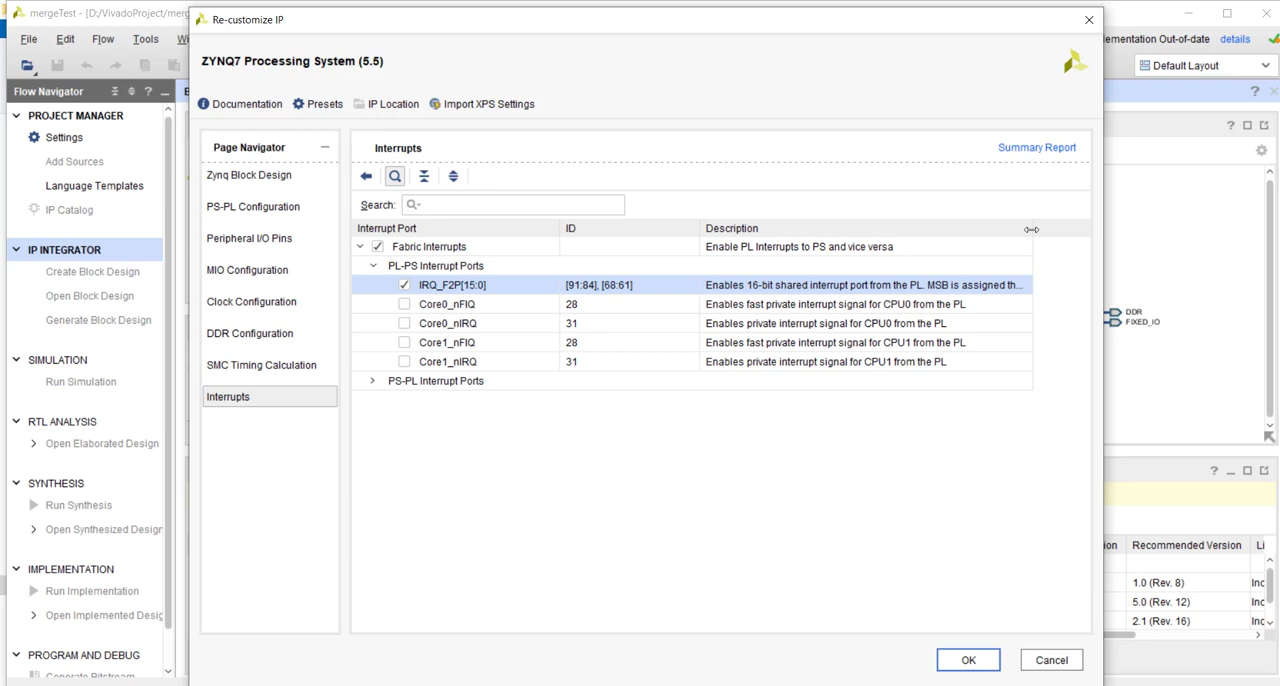 mergeTest - [D:/VivadoProject/mer
Re-customize IP
File Edit Flow Tools Wi
ementation Out-of-date details
ZYNQ7 Processing System (5.5)
Default Layout
Flow Navigator ?
?
Documentation Presets IP Location Import XPS Settings
PROJECT MANAGER
Settings
Add Sources
Language Templates
IP Catalog
IP INTEGRATOR
Create Block Design
Open Block Design
Generate Block Design
SIMULATION
Run Simulation
RTL ANALYSIS
Open Elaborated Design
SYNTHESIS
Run Synthesis
Open Synthesized Design
IMPLEMENTATION
Run Implementation
Open Implemented Desig
PROGRAM AND DEBUG
Generate Bitstream
Page Navigator
Zynq Block Design
PS-PL Configuration
Peripheral I/O Pins
MIO Configuration
Clock Configuration
DDR Configuration
SMC Timing Calculation
Interrupts
Interrupts Summary Report
Search:
Interrupt Port ID Description
Fabric Interrupts Enable PL Interrupts to PS and vice versa
PL-PS Interrupt Ports
IRQ_F2P[15:0] [91:84], [68:61] Enables 16-bit shared interrupt port from the PL. MSB is assigned th...
Core0_nFIQ 28 Enables fast private interrupt signal for CPU0 from the PL
Core0_nIRQ 31 Enables private interrupt signal for CPU0 from the PL
Core1_nFIQ 28 Enables fast private interrupt signal for CPU1 from the PL
Core1_nIRQ 31 Enables private interrupt signal for CPU1 from the PL
PS-PL Interrupt Ports
OK Cancel
?
DDR
FIXED_IO
?
ion Recommended Version Li
1.0 (Rev. 8) Inc
5.0 (Rev. 12) Inc
2.1 (Rev. 16) Inc